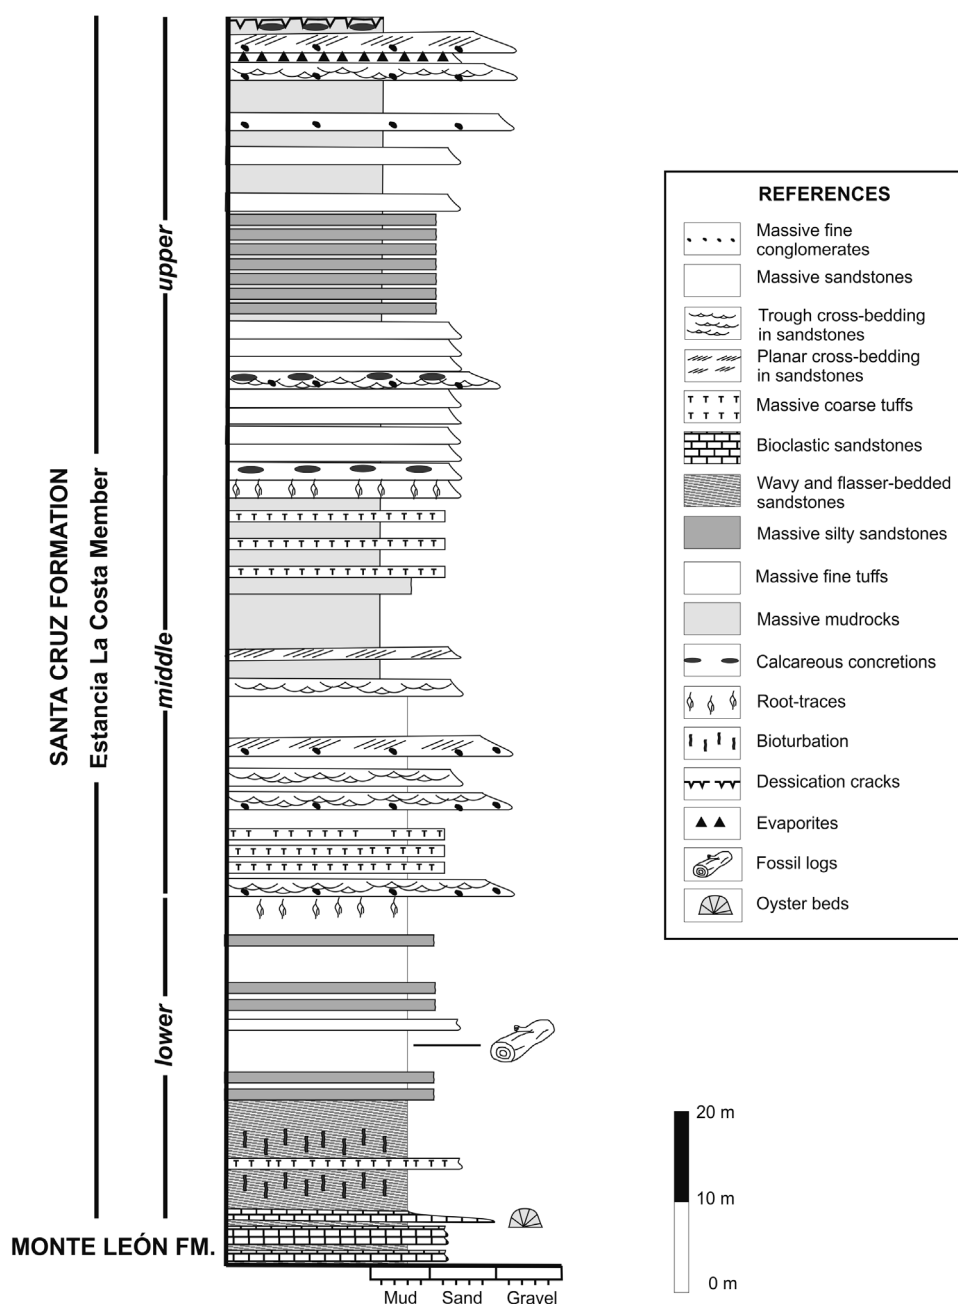 SANTA CRUZ FORMATION
Estancia La Costa Member
upper
middle
lower
MONTE LEÓN FM.
Mud
Sand
Gravel
REFERENCES
Massive fine
conglomerates
Massive sandstones
Trough cross-bedding
in sandstones
Planar cross-bedding
in sandstones
Massive coarse tuffs
Bioclastic sandstones
Wavy and flasser-bedded
sandstones
Massive silty sandstones
Massive fine tuffs
Massive mudrocks
Calcareous concretions
Root-traces
Bioturbation
Dessication cracks
Evaporites
Fossil logs
Oyster beds
20 m
10 m
0 m